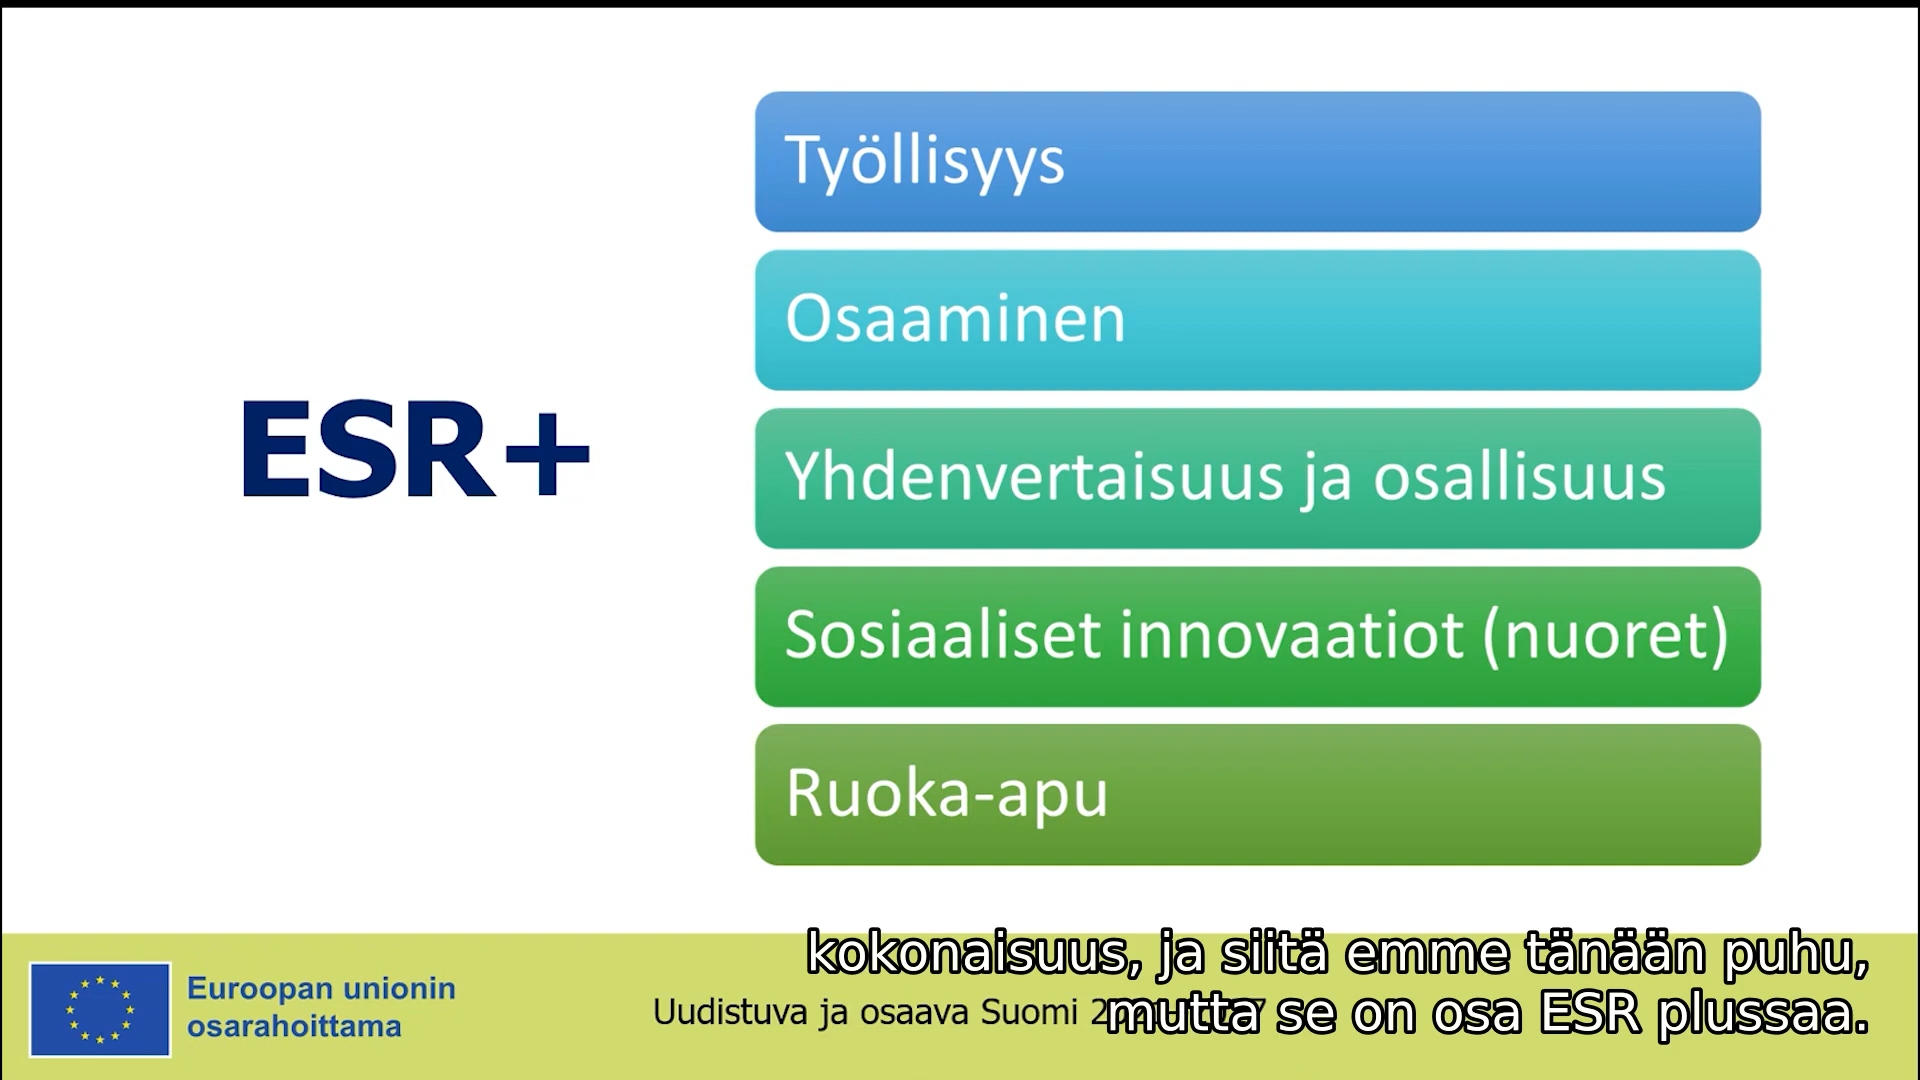 ESR+
Työllisyys
Osaaminen
Yhdenvertaisuus ja osallisuus
Sosiaaliset innovaatiot (nuoret)
Ruoka-apu
Euroopan unionin
osarahoittama
Uudistuva ja osaava Suomi
kokonaisuus, ja siitä emme tänään puhu,
mutta se on osa ESR plussaa.